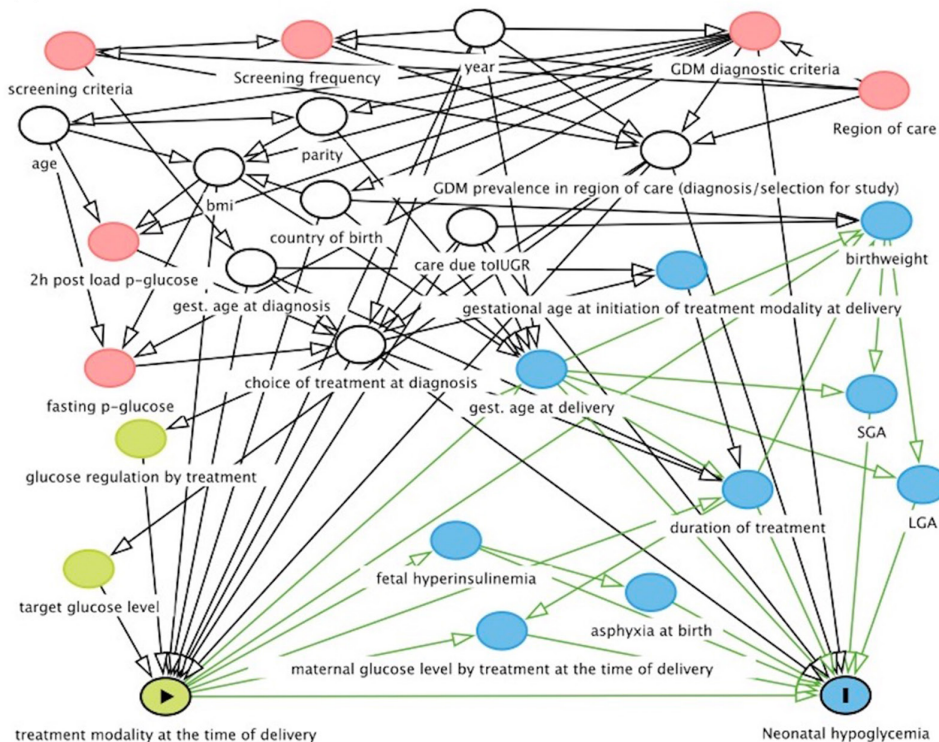 screening criteria
Screening frequency
year
GDM diagnostic criteria
Region of care
age
parity
bmi
GDM prevalence in region of care (diagnosis/selection for study)
country of birth
birthweight
2h post load p-glucose
care due toIUGR
gest. age at diagnosis
gestational age at initiation of treatment modality at delivery
choice of treatment at diagnosis
fasting p-glucose
gest. age at delivery
SGA
glucose regulation by treatment
duration of treatment
LGA
fetal hyperinsulinemia
target glucose level
asphyxia at birth
maternal glucose level by treatment at the time of delivery
treatment modality at the time of delivery
Neonatal hypoglycemia